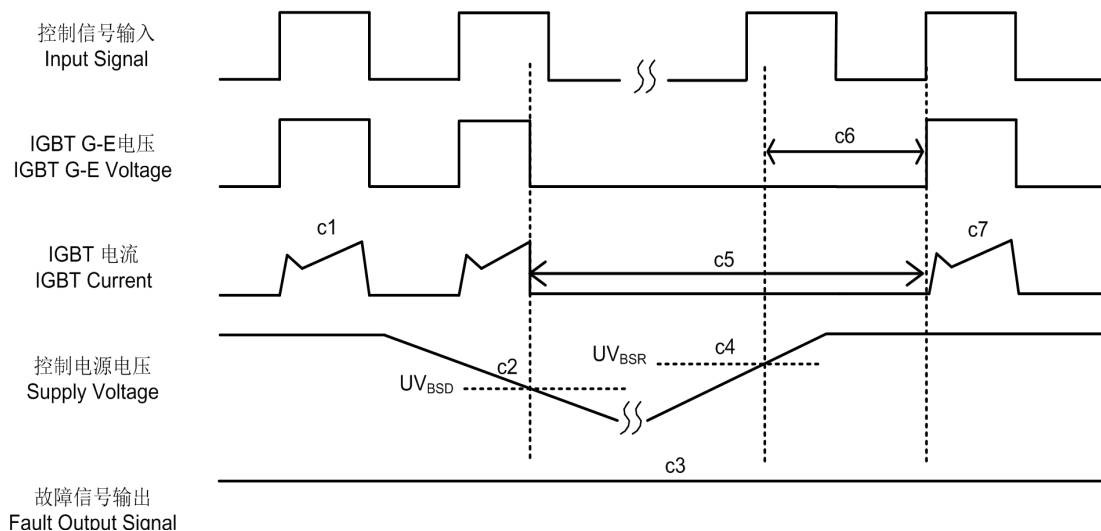 控制信号输入
Input Signal
IGBT G-E电压
IGBT G-E Voltage
c6
IGBT 电流
IGBT Current
c1
c5
c7
控制电源电压
Supply Voltage
c2
UVBSD
UVBSR
c4
c3
故障信号输出
Fault Output Signal